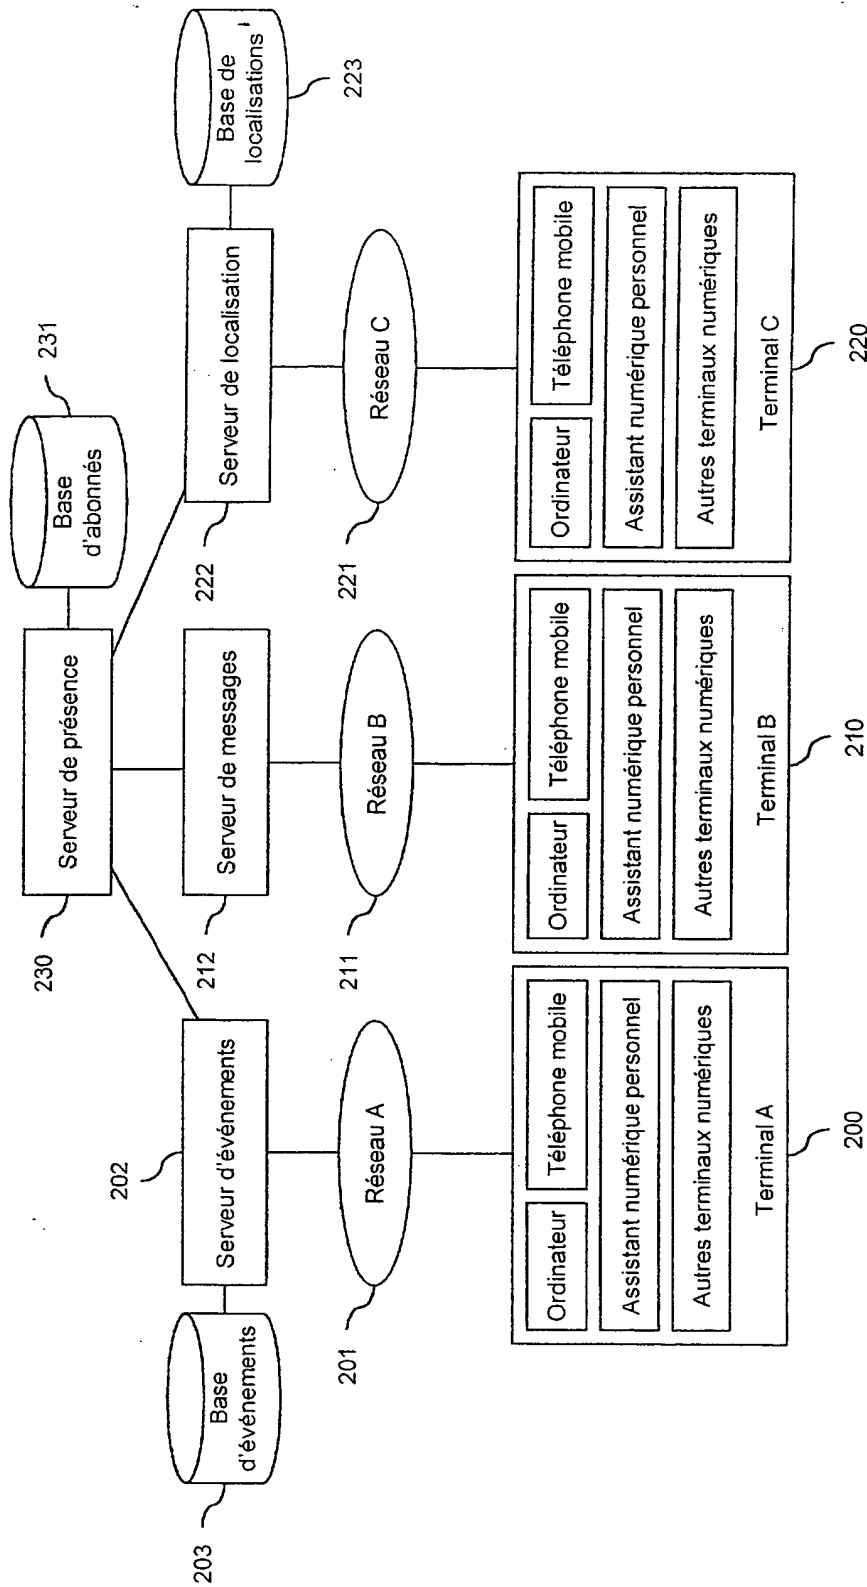 231
Base
d'abonnés
Serveur de présence
230
Base de
localisations
223
Serveur d'événements
202
Base
d'événements
203
Serveur de messages
212
Serveur de localisation
222
Réseau A
201
Réseau B
211
Réseau C
221
Ordinateur
Téléphone mobile
Assistant numérique personnel
Autres terminaux numériques
Terminal A
200
Ordinateur
Téléphone mobile
Assistant numérique personnel
Autres terminaux numériques
Terminal B
210
Ordinateur
Téléphone mobile
Assistant numérique personnel
Autres terminaux numériques
Terminal C
220